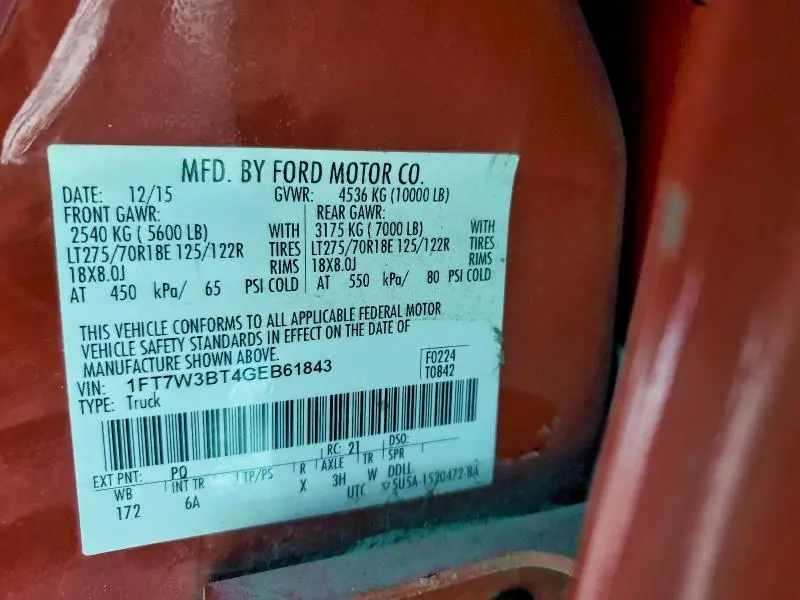 MFD. BY FORD MOTOR CO.
DATE: 12/15 GVWR: 4536 KG (10000 LB)
FRONT GAWR: REAR GAWR:
2540 KG ( 5600 LB) WITH 3175 KG ( 7000 LB) WITH
LT275/70R18E 125/122R TIRES LT275/70R18E 125/122R TIRES
18X8.0J RIMS 18X8.0J RIMS
AT 450 kPa/ 65 PSI COLD AT 550 kPa/ 80 PSI COLD
THIS VEHICLE CONFORMS TO ALL APPLICABLE FEDERAL MOTOR
VEHICLE SAFETY STANDARDS IN EFFECT ON THE DATE OF
MANUFACTURE SHOWN ABOVE.
VIN: 1FT7W3BT4GEB61843 F0224
TYPE: Truck T0842
EXT PNT: PQ RC: 21 DSO:
WB INT TR TP/PS R AXLE TR SPR
172 6A X 3H W DDLL
UTC ▽5U5A-1520472-BA